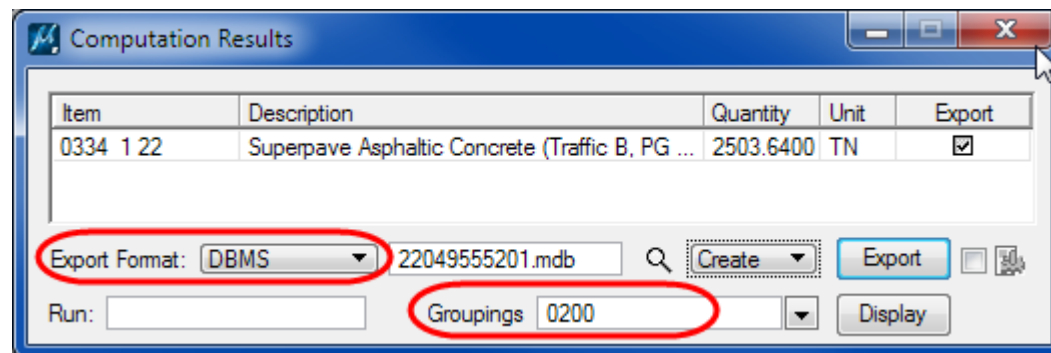 Computation Results
Item Description Quantity Unit Export
0334 1 22 Superpave Asphaltic Concrete (Traffic B, PG ... 2503.6400 TN
Export Format: DBMS 22049555201.mdb Create Export
Run: Groupings 0200 Display